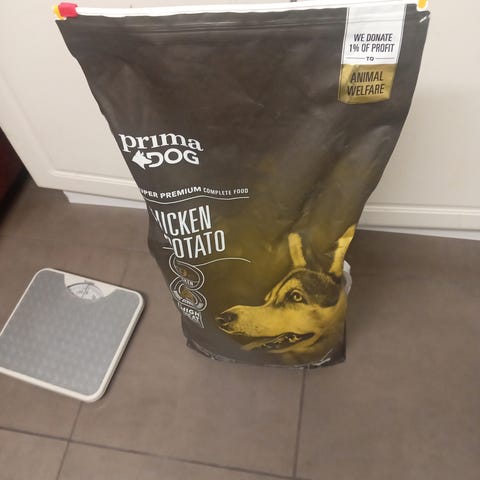 WE DONATE
1% OF PROFIT
TO
ANIMAL
WELFARE
prima
DOG
PER PREMIUM COMPLETE FOOD
ICKEN
OTATO
HIGH